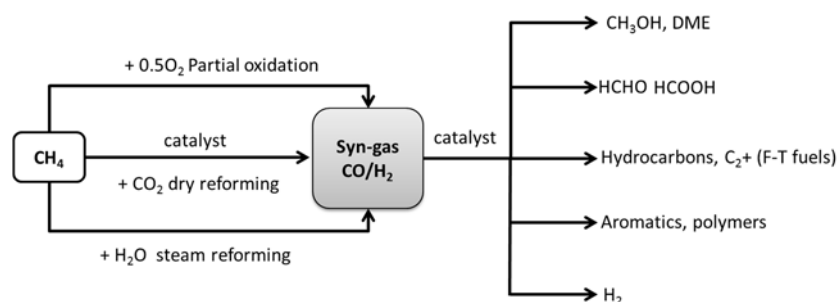 + 0.5O₂ Partial oxidation
CH₄
catalyst
+ CO₂ dry reforming
+ H₂O steam reforming
Syn-gas
CO/H₂
catalyst
CH₃OH, DME
HCHO HCOOH
Hydrocarbons, C₂+ (F-T fuels)
Aromatics, polymers
H₂